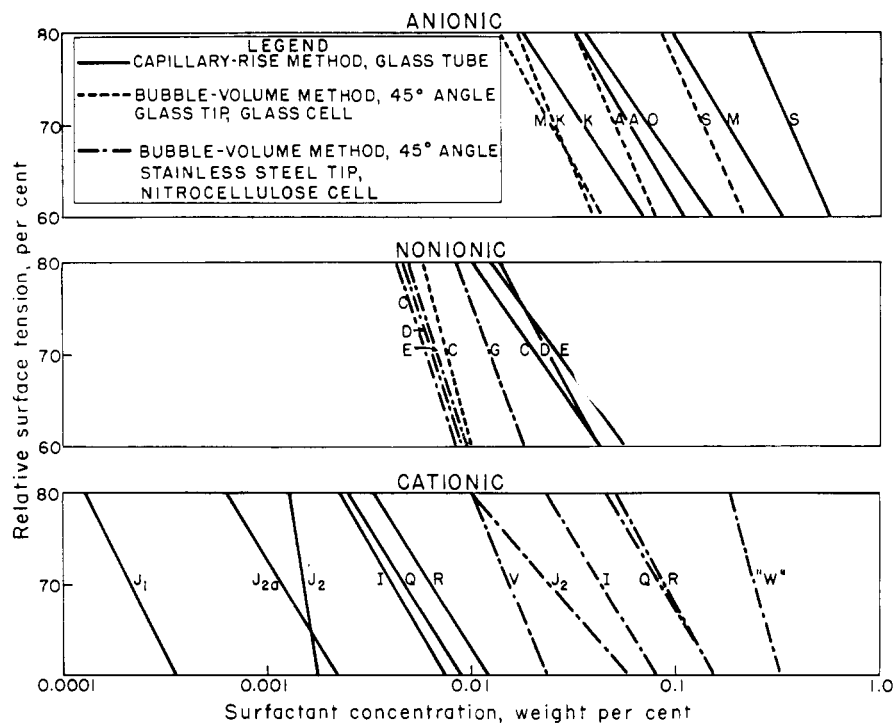 ANIONIC
80
70
60
LEGEND
CAPILLARY-RISE METHOD, GLASS TUBE
BUBBLE-VOLUME METHOD, 45° ANGLE
GLASS TIP, GLASS CELL
BUBBLE-VOLUME METHOD, 45° ANGLE
STAINLESS STEEL TIP,
NITROCELLULOSE CELL
M K K A A O S M S
NONIONIC
80
70
60
C
D
E C G C D E
CATIONIC
80
70
J1 J2a J2 I Q R V J2 I Q R "W"
0.0001 0.001 0.01 0.1 1.0
Surfactant concentration, weight per cent
Relative surface tension, per cent